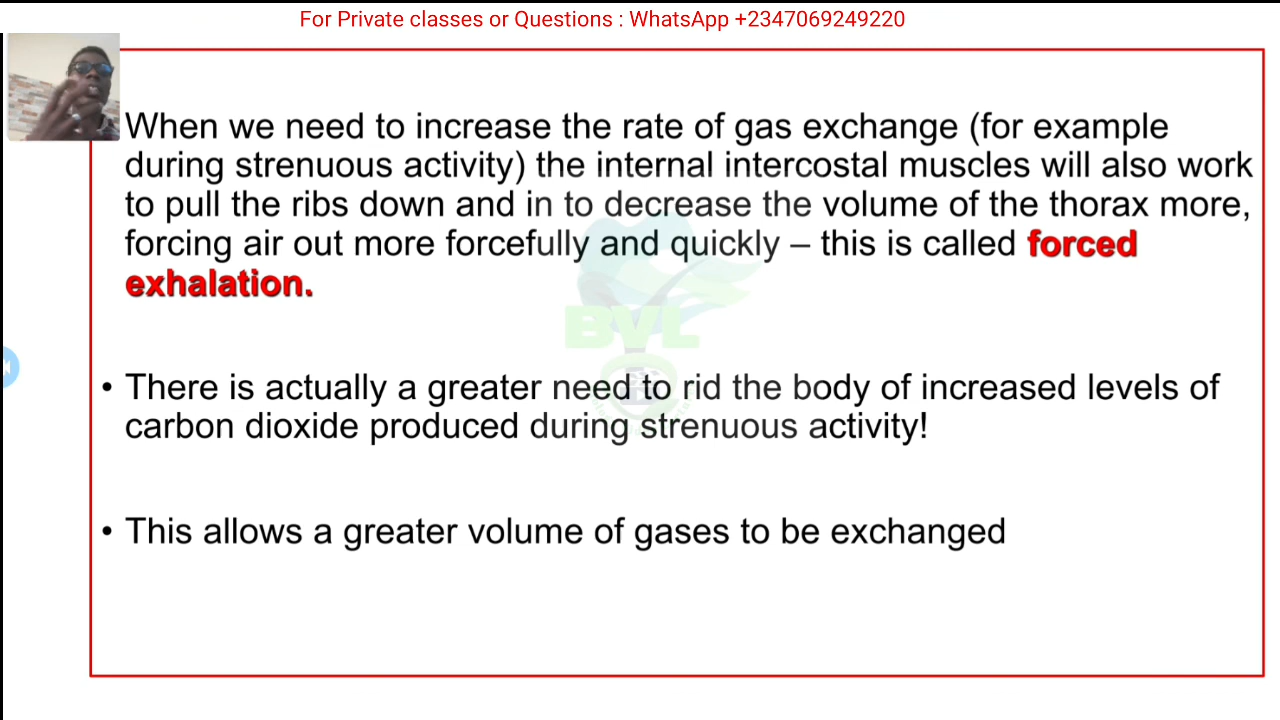 For Private classes or Questions : WhatsApp +2347069249220
When we need to increase the rate of gas exchange (for example
during strenuous activity) the internal intercostal muscles will also work
to pull the ribs down and in to decrease the volume of the thorax more,
forcing air out more forcefully and quickly – this is called forced
exhalation.
• There is actually a greater need to rid the body of increased levels of
carbon dioxide produced during strenuous activity!
• This allows a greater volume of gases to be exchanged
BVL